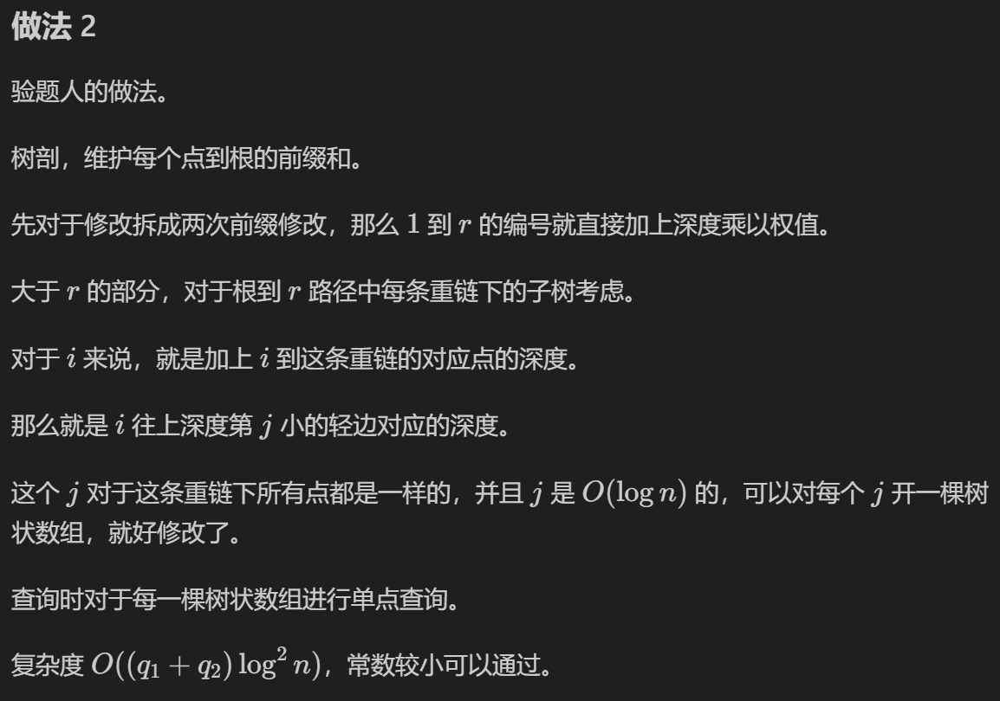 做法 2
验题人的做法。
树剖，维护每个点到根的前缀和。
先对于修改拆成两次前缀修改，那么 1 到 r 的编号就直接加上深度乘以权值。
大于 r 的部分，对于根到 r 路径中每条重链下的子树考虑。
对于 i 来说，就是加上 i 到这条重链的对应点的深度。
那么就是 i 往上深度第 j 小的轻边对应的深度。
这个 j 对于这条重链下所有点都是一样的，并且 j 是 O(log n) 的，可以对每个 j 开一棵树
状数组，就好修改了。
查询时对于每一棵树状数组进行单点查询。
复杂度 O((q₁ + q₂) log² n)，常数较小可以通过。